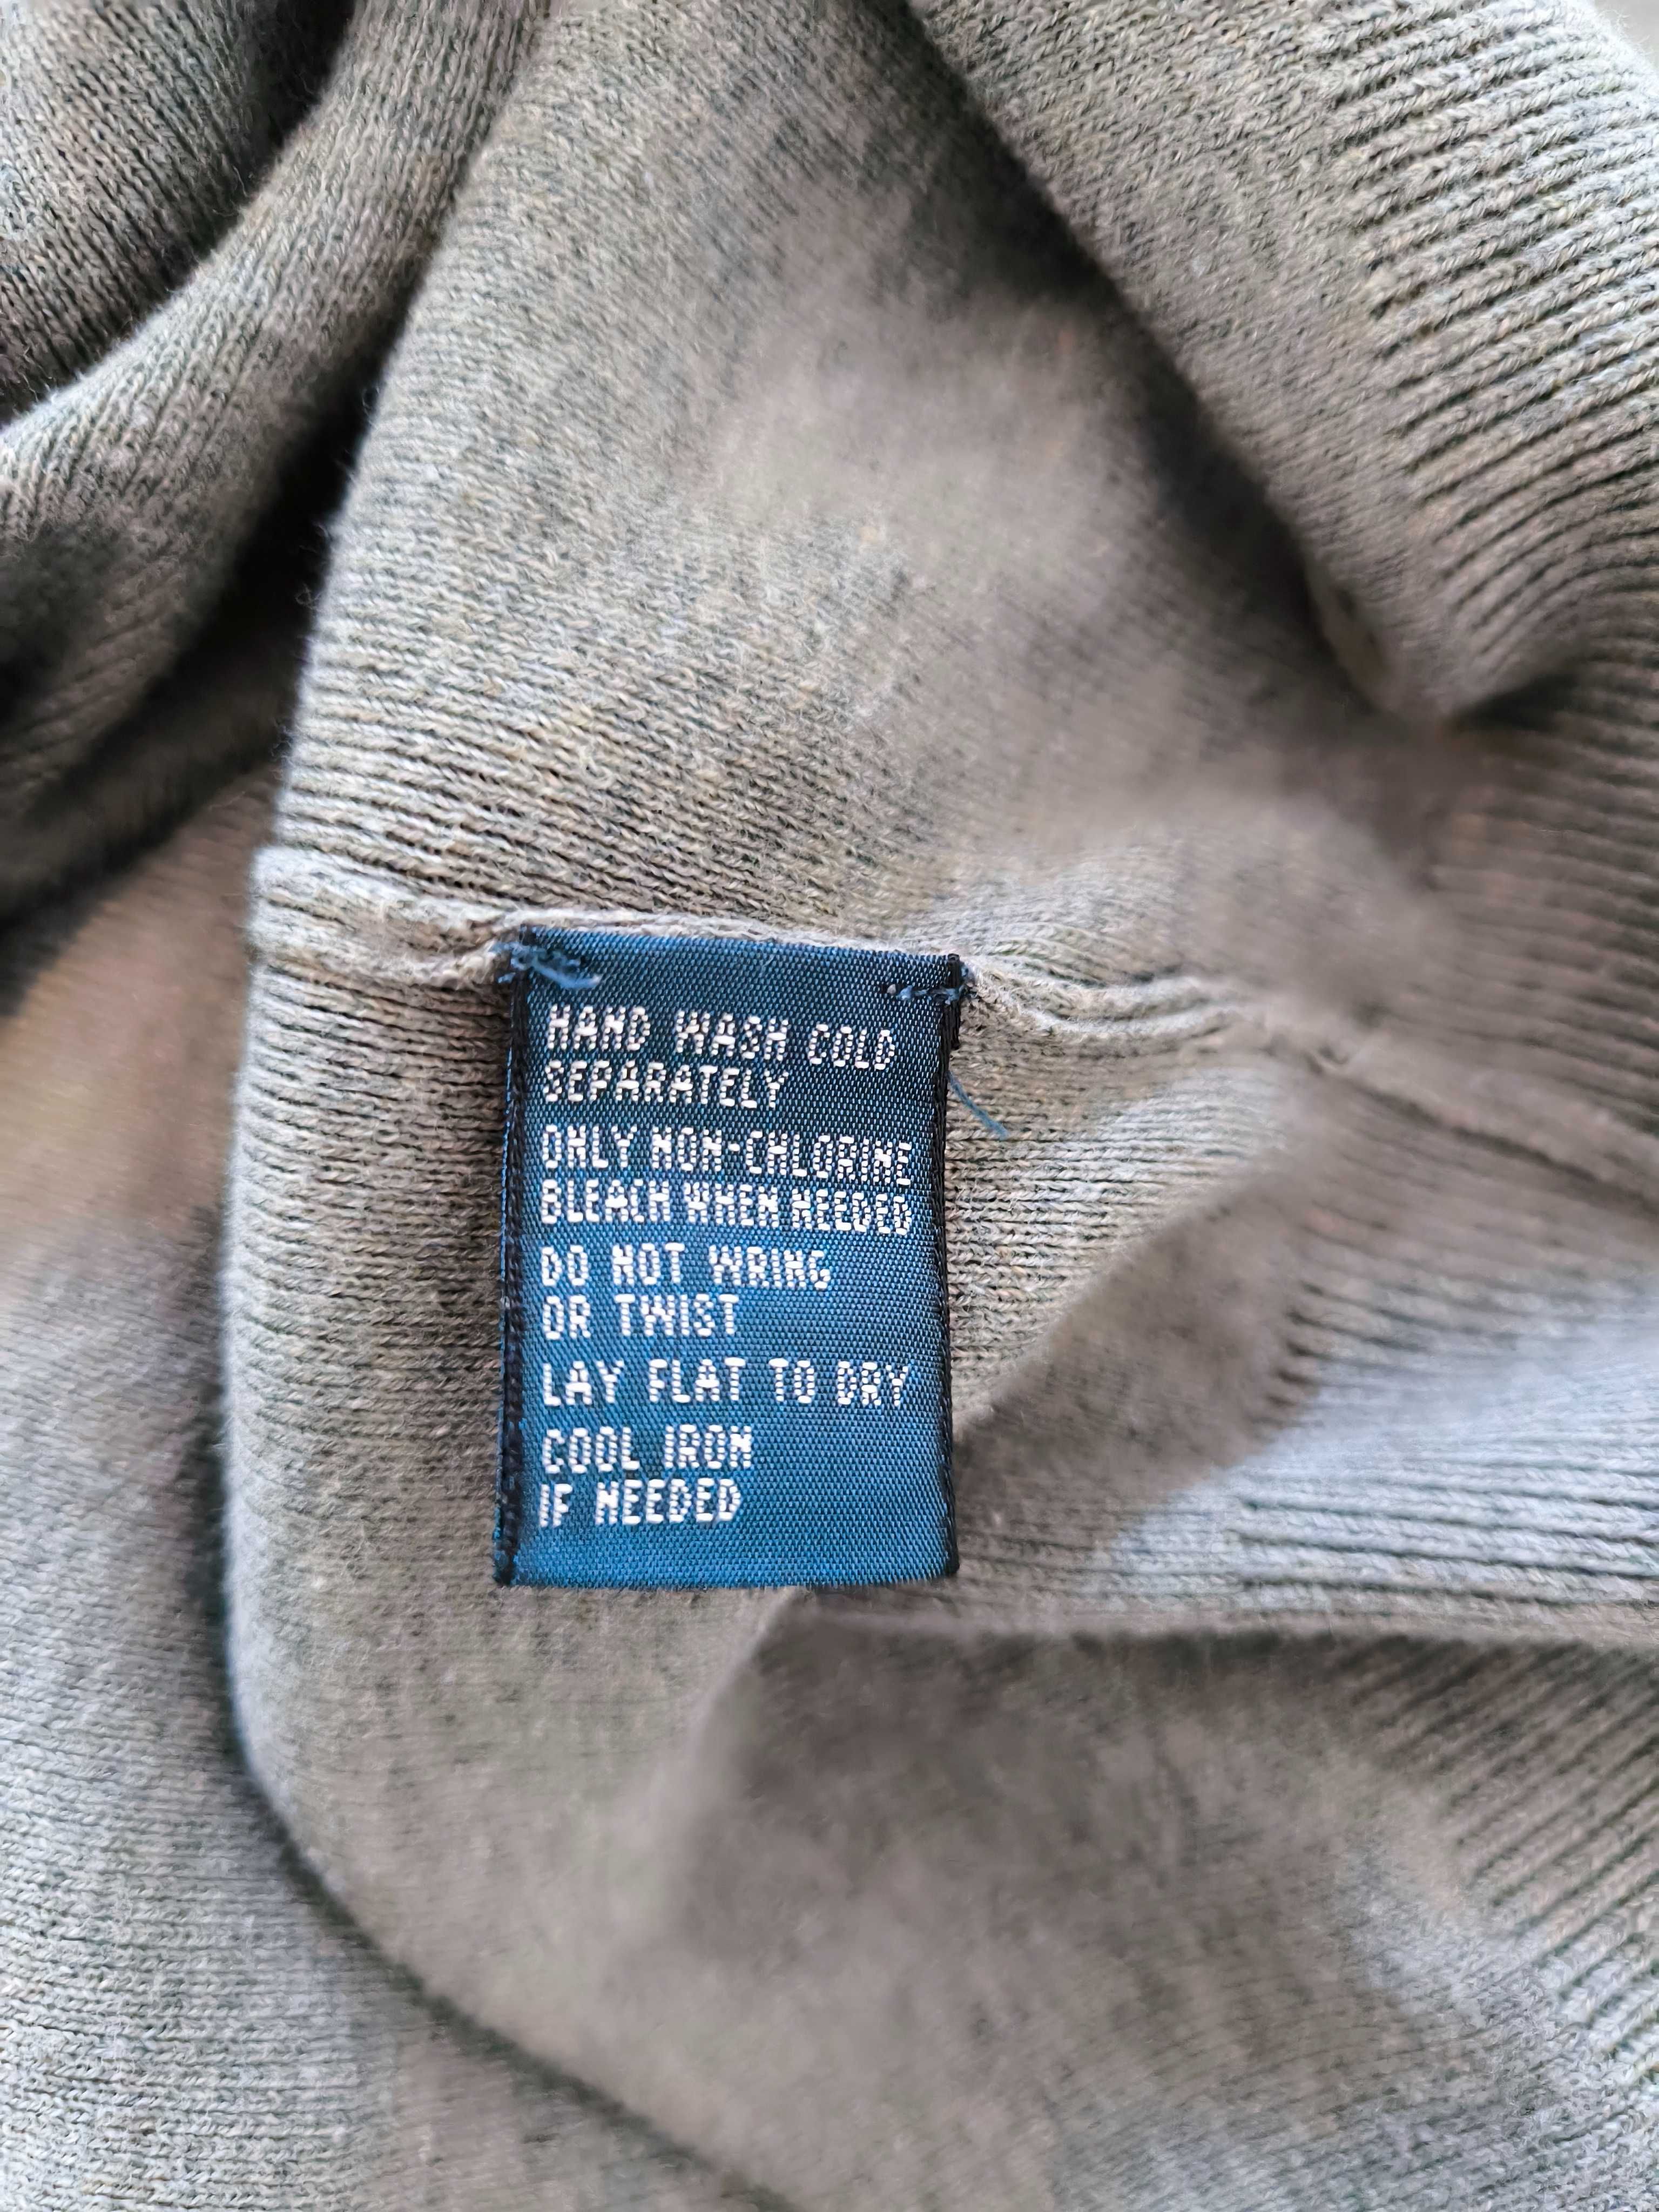 HAND WASH COLD
SEPARATELY
ONLY NON-CHLORINE
BLEACH WHEN NEEDED
DO NOT WRING
OR TWIST
LAY FLAT TO DRY
COOL IRON
IF NEEDED